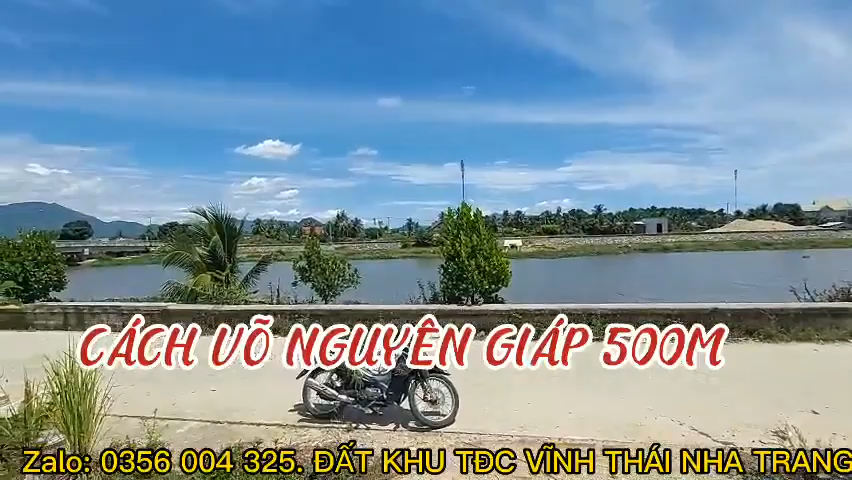 CÁCH VÕ NGUYÊN GIÁP 500M
Zalo: 0356 004 325. ĐẤT KHU TĐC VĨNH THÁI NHA TRANG